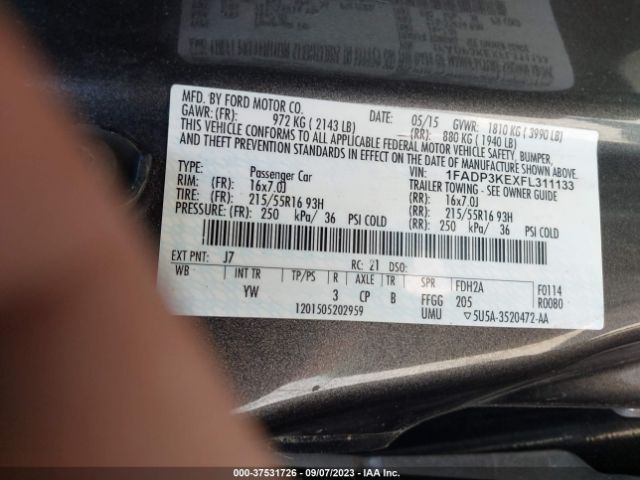 MFD. BY FORD MOTOR CO.
DATE: 05/15 GVWR: 1810 KG ( 3990 LB)
GAWR: (FR): 972 KG ( 2143 LB) (RR): 880 KG ( 1940 LB)
THIS VEHICLE CONFORMS TO ALL APPLICABLE FEDERAL MOTOR VEHICLE SAFETY, BUMPER,
AND THEFT PREVENTION STANDARDS IN EFFECT ON THE DATE OF MANUFACTURE SHOWN ABOVE.
VIN: 1FADP3KEXFL311133
TYPE: Passenger Car TRAILER TOWING - SEE OWNER GUIDE
RIM: (FR): 16x7.0J (RR): 16x7.0J
TIRE: (FR): 215/55R16 93H (RR): 215/55R16 93H
PRESSURE: (FR): 250 kPa/ 36 PSI COLD (RR): 250 kPa/ 36 PSI COLD
EXT PNT: J7 RC: 21 DSO:
WB INT TR TP/PS R AXLE TR SPR FDH2A F0114
YW 3 CP B FFGG 205 R0080
1201505202959 UMU ▽5U5A-3520472-AA
000-37531726 - 09/07/2023 - IAA Inc.